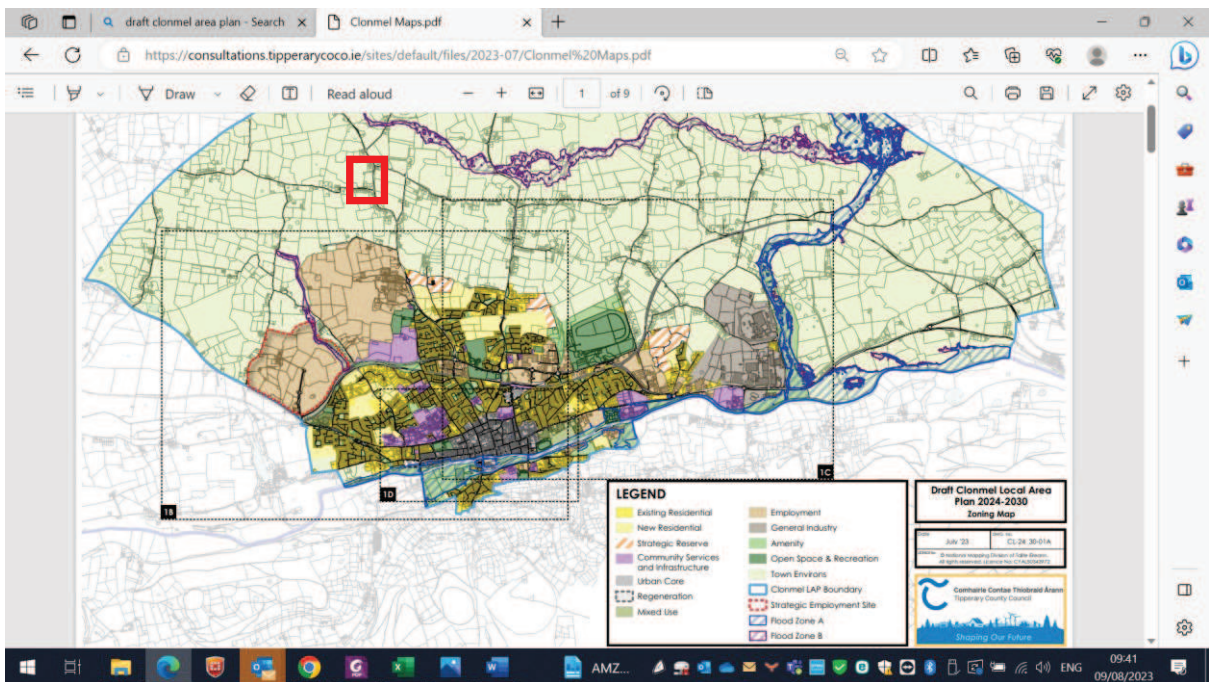 draft clonmel area plan - Search
Clonmel Maps.pdf
https://consultations.tipperarycoco.ie/sites/default/files/2023-07/Clonmel%20Maps.pdf
Draw
Read aloud
1 of 9
1C
1D
1B
LEGEND
Existing Residential
New Residential
Strategic Reserve
Community Services
and Infrastructure
Urban Core
Regeneration
Mixed Use
Employment
General Industry
Amenity
Open Space & Recreation
Town Environs
Clonmel LAP Boundary
Strategic Employment Site
Flood Zone A
Flood Zone B
Draft Clonmel Local Area
Plan 2024-2030
Zoning Map
July '23
Comhairle Contae Thiobraid Árann
Tipperary County Council
Shaping Our Future
AMZ...
ENG
09:41
09/08/2023